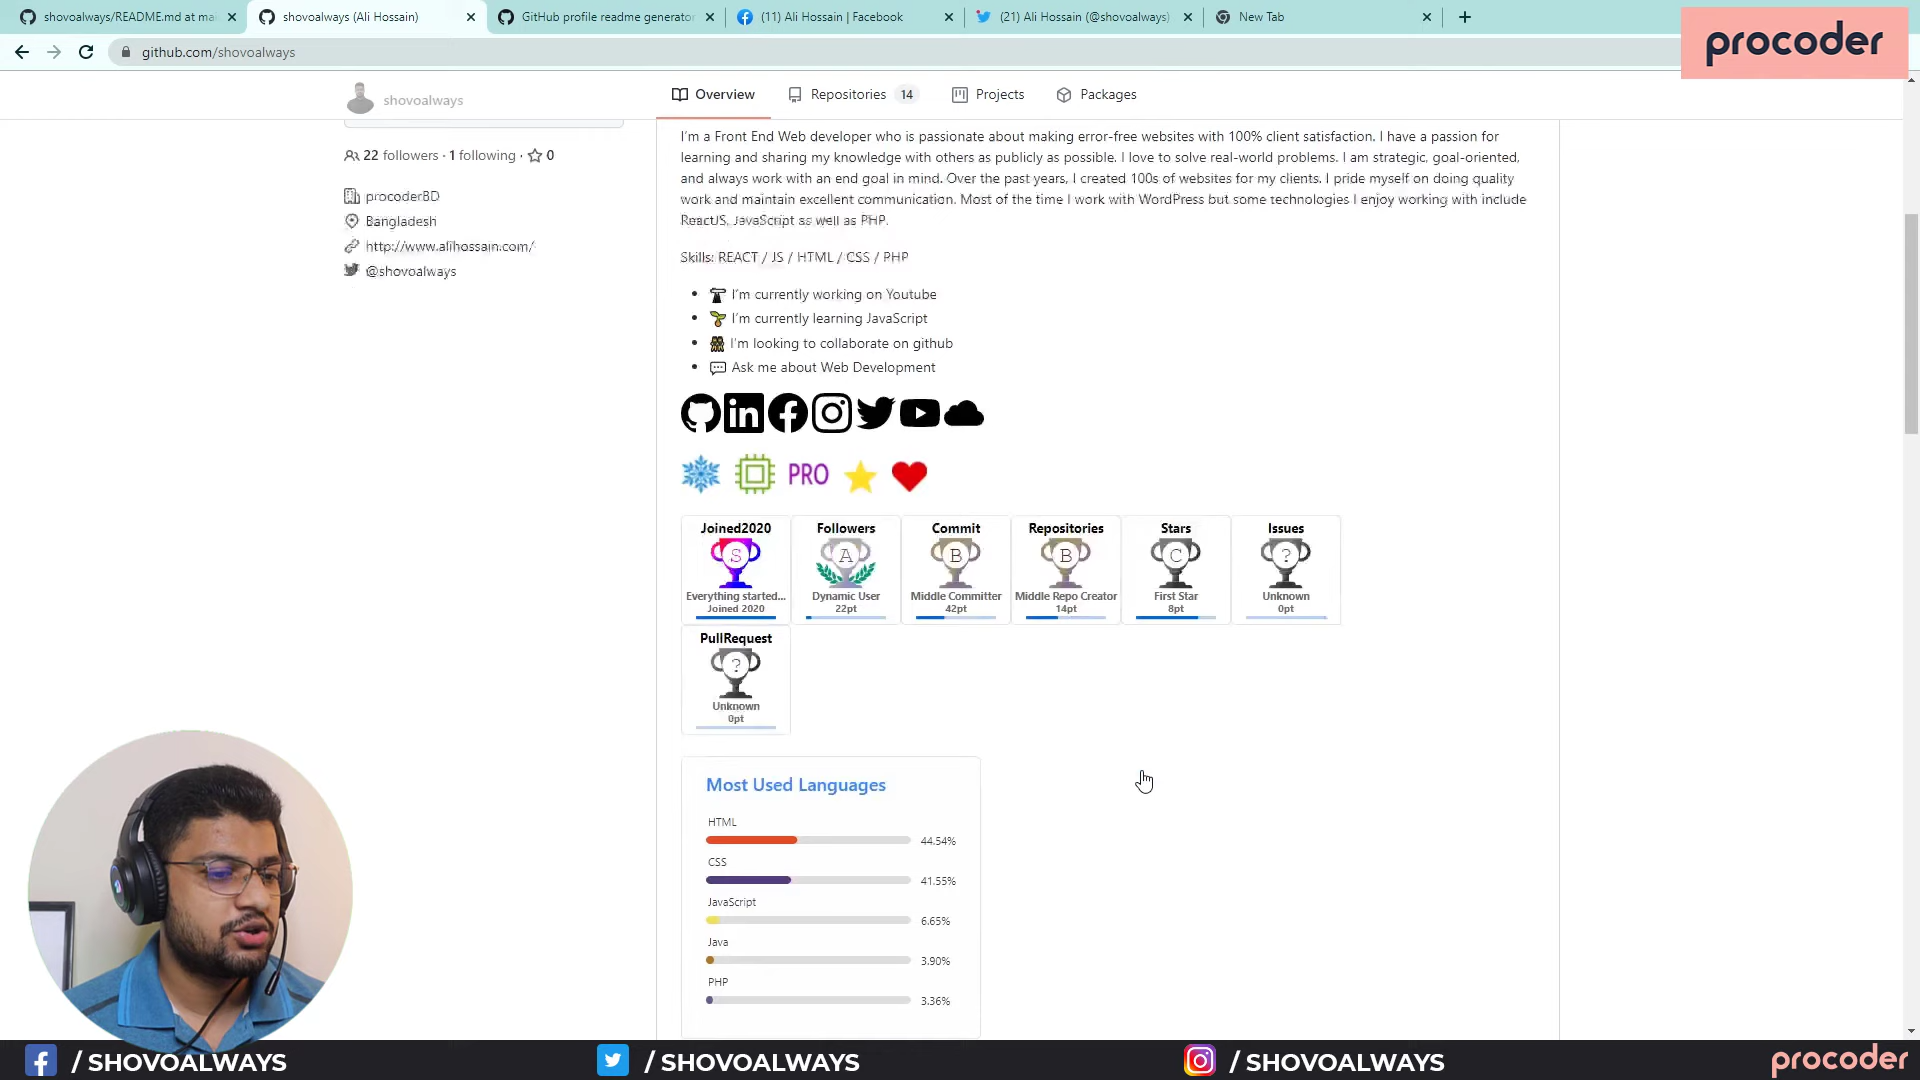 shovoalways/README.md at ma
shovoalways (Ali Hossain)
GitHub profile readme generator
(11) Ali Hossain | Facebook
(21) Ali Hossain (@shovoalways)
New Tab
github.com/shovoalways
procoder
shovoalways
Overview
Repositories 14
Projects
Packages
22 followers · 1 following · 0
procoderBD
Bangladesh
http://www.alihossain.com/
@shovoalways
I'm a Front End Web developer who is passionate about making error-free websites with 100% client satisfaction. I have a passion for
learning and sharing my knowledge with others as publicly as possible. I love to solve real-world problems. I am strategic, goal-oriented,
and always work with an end goal in mind. Over the past years, I created 100s of websites for my clients. I pride myself on doing quality
work and maintain excellent communication. Most of the time I work with WordPress but some technologies I enjoy working with include
ReactJS, JavaScript as well as PHP.
Skills: REACT / JS / HTML / CSS / PHP
I'm currently working on Youtube
I'm currently learning JavaScript
I'm looking to collaborate on github
Ask me about Web Development
PRO
Joined2020
S
Everything started...
Joined 2020
Followers
A
Dynamic User
22pt
Commit
B
Middle Committer
42pt
Repositories
B
Middle Repo Creator
14pt
Stars
C
First Star
8pt
Issues
?
Unknown
0pt
PullRequest
?
Unknown
0pt
Most Used Languages
HTML
44.54%
CSS
41.55%
JavaScript
6.65%
Java
3.90%
PHP
3.36%
/ SHOVOALWAYS
/ SHOVOALWAYS
/ SHOVOALWAYS
procoder